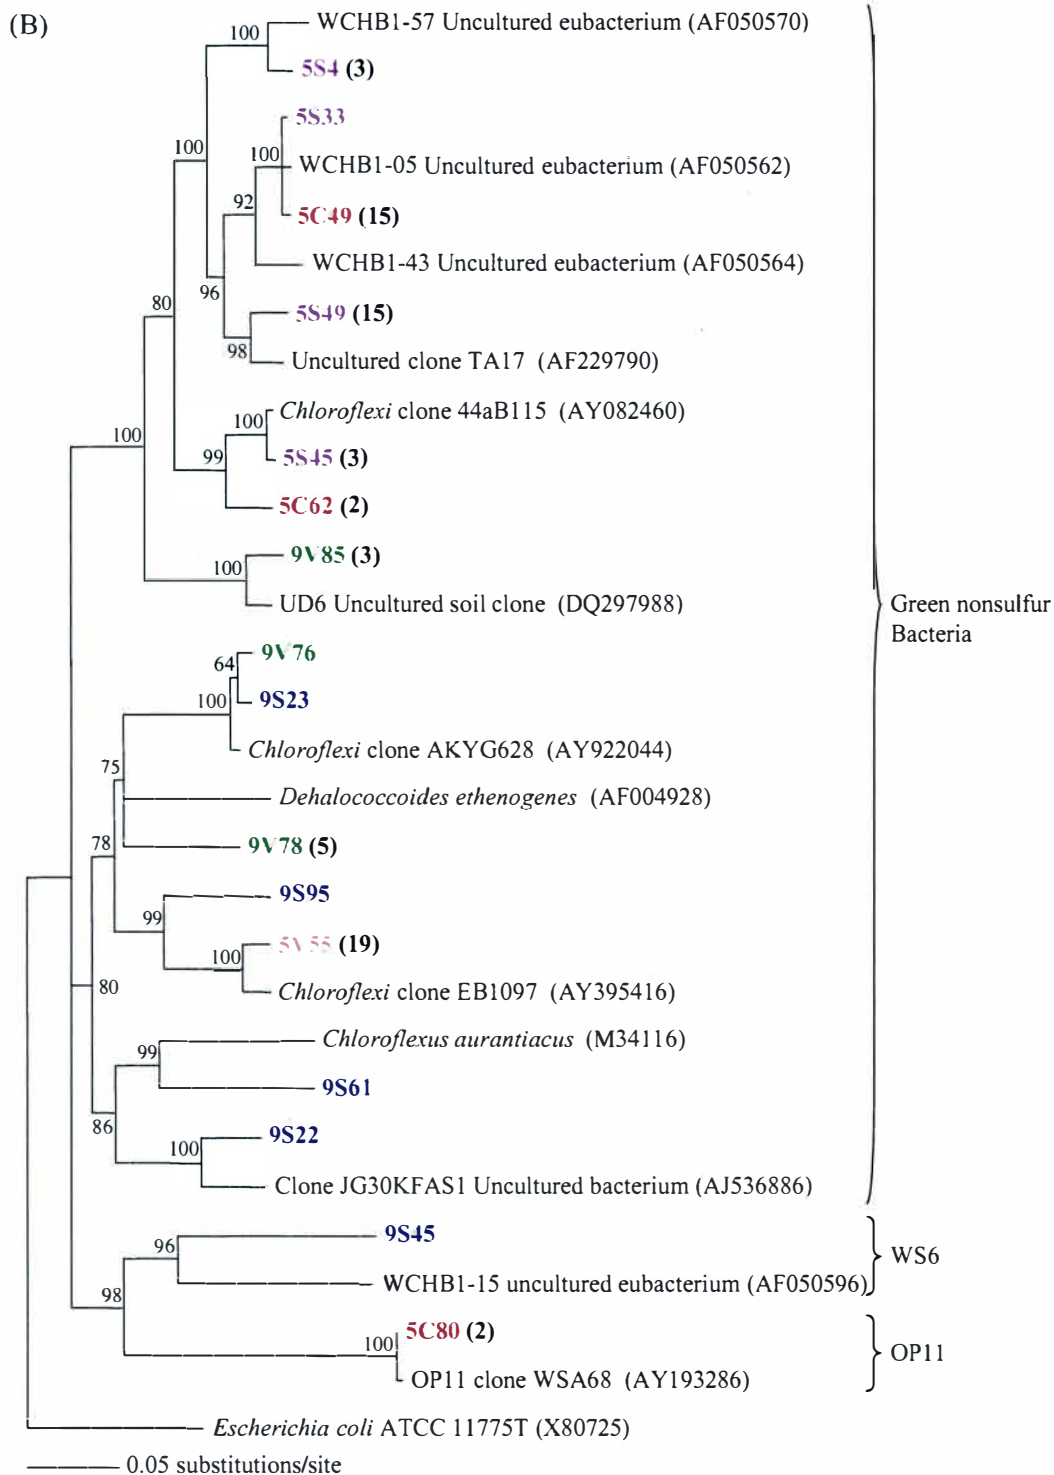 (B)
100
WCHB1-57 Uncultured eubacterium (AF050570)
5S4 (3)
5S33
100
100
WCHB1-05 Uncultured eubacterium (AF050562)
92
5C49 (15)
WCHB1-43 Uncultured eubacterium (AF050564)
96
80
5S49 (15)
98
Uncultured clone TA17 (AF229790)
Chloroflexi clone 44aB115 (AY082460)
100
100
99
5S45 (3)
5C62 (2)
9V85 (3)
100
UD6 Uncultured soil clone (DQ297988)
Green nonsulfur
Bacteria
9V76
64
100
9S23
Chloroflexi clone AKYG628 (AY922044)
75
Dehalococcoides ethenogenes (AF004928)
78
9V78 (5)
9S95
99
5V55 (19)
100
80
Chloroflexi clone EB1097 (AY395416)
Chloroflexus aurantiacus (M34116)
99
9S61
86
9S22
100
Clone JG30KFAS1 Uncultured bacterium (AJ536886)
9S45
96
WS6
98
WCHB1-15 uncultured eubacterium (AF050596)
5C80 (2)
100
OP11
OP11 clone WSA68 (AY193286)
Escherichia coli ATCC 11775T (X80725)
0.05 substitutions/site